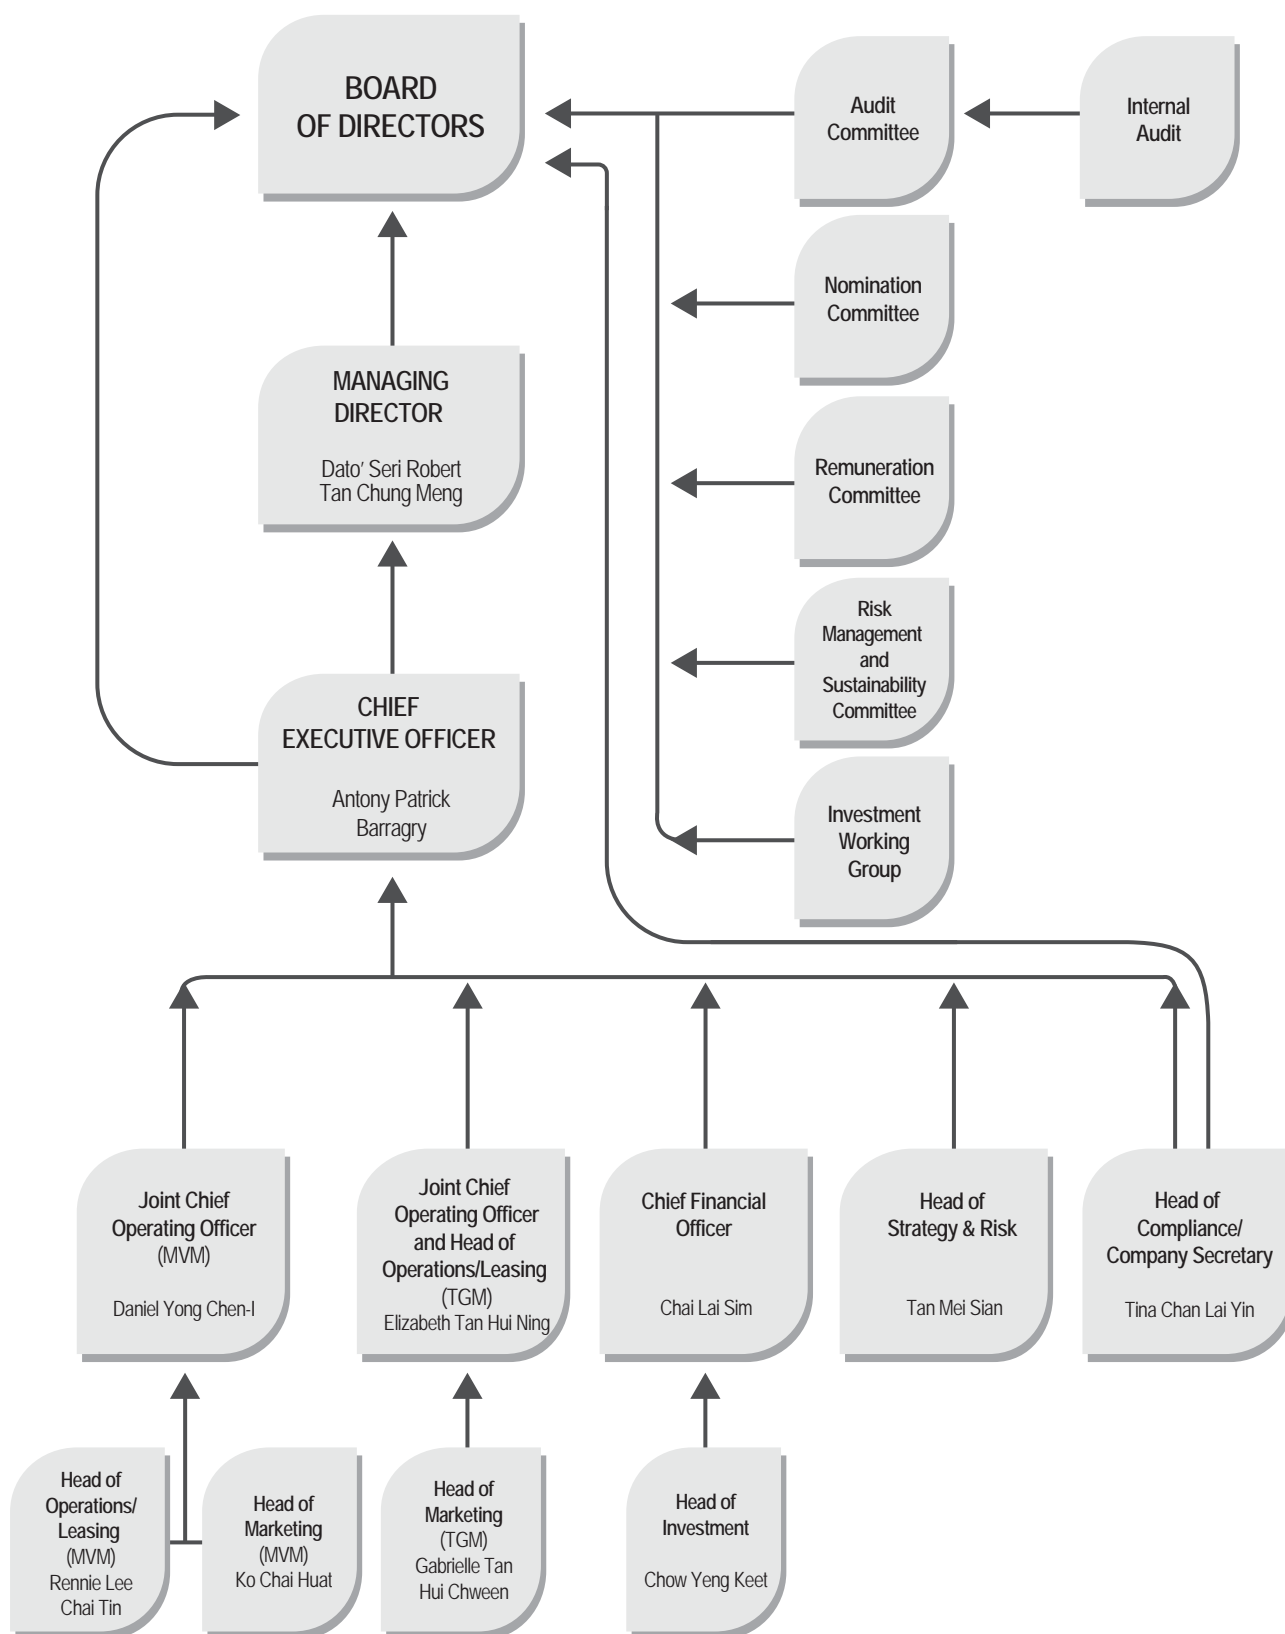 BOARD
OF DIRECTORS
Audit
Committee
Internal
Audit
Nomination
Committee
MANAGING
DIRECTOR
Dato' Seri Robert
Tan Chung Meng
Remuneration
Committee
Risk
Management
and
Sustainability
Committee
CHIEF
EXECUTIVE OFFICER
Antony Patrick
Barragry
Investment
Working
Group
Joint Chief
Operating Officer
(MVM)
Daniel Yong Chen-I
Joint Chief
Operating Officer
and Head of
Operations/Leasing
(TGM)
Elizabeth Tan Hui Ning
Chief Financial
Officer
Chai Lai Sim
Head of
Strategy & Risk
Tan Mei Sian
Head of
Compliance/
Company Secretary
Tina Chan Lai Yin
Head of
Operations/
Leasing
(MVM)
Rennie Lee
Chai Tin
Head of
Marketing
(MVM)
Ko Chai Huat
Head of
Marketing
(TGM)
Gabrielle Tan
Hui Chween
Head of
Investment
Chow Yeng Keet